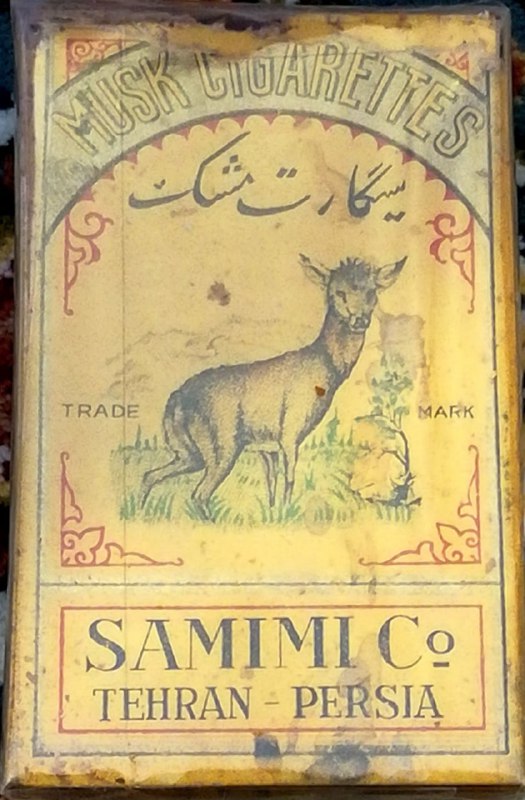 MUSK CIGARETTES
سیگارت مشک
TRADE MARK
SAMIMI Co
TEHRAN - PERSIA